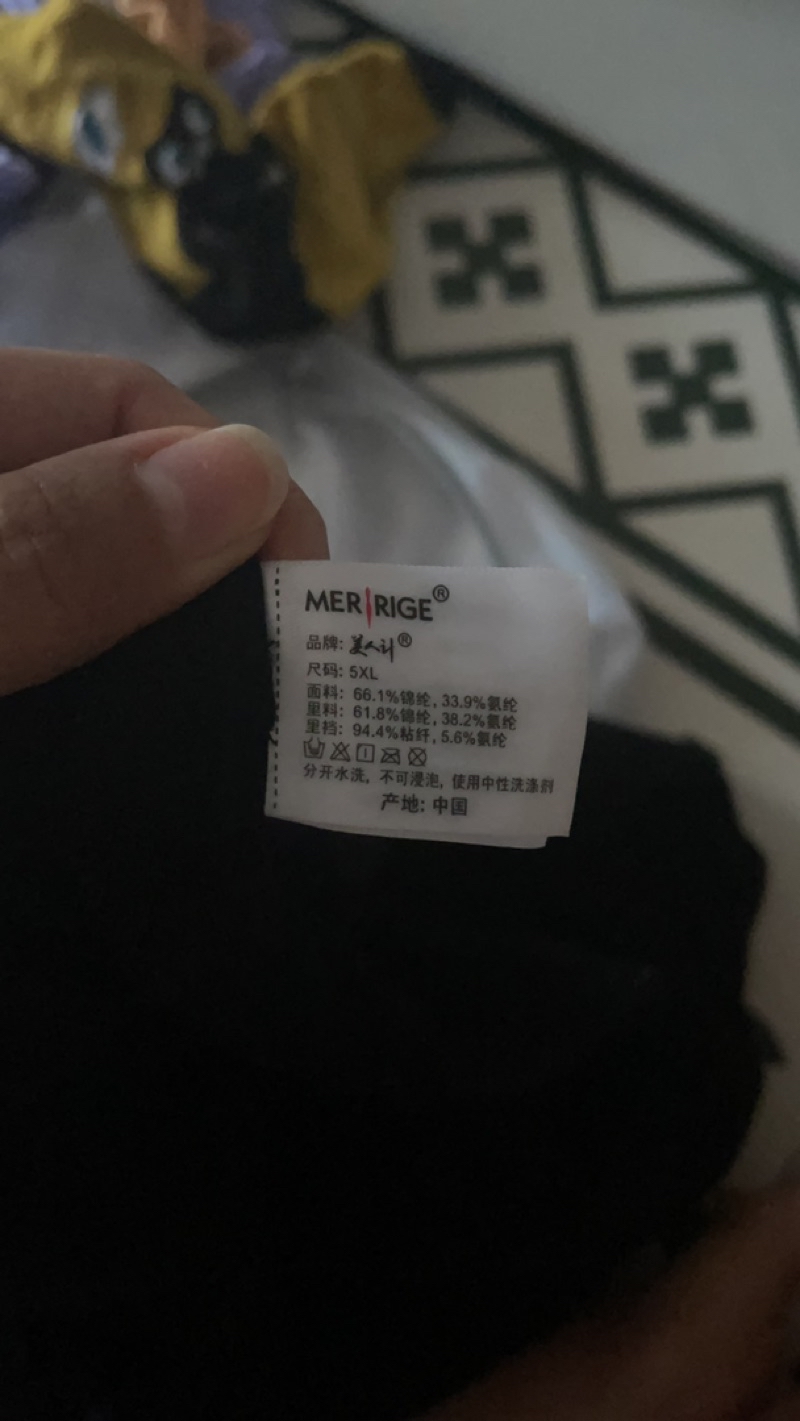 MERRIGE®
品牌: 美人计®
尺码: 5XL
面料: 66.1%锦纶, 33.9%氨纶
里料: 61.8%锦纶, 38.2%氨纶
里裆: 94.4%粘纤, 5.6%氨纶
分开水洗, 不可浸泡, 使用中性洗涤剂
产地: 中国